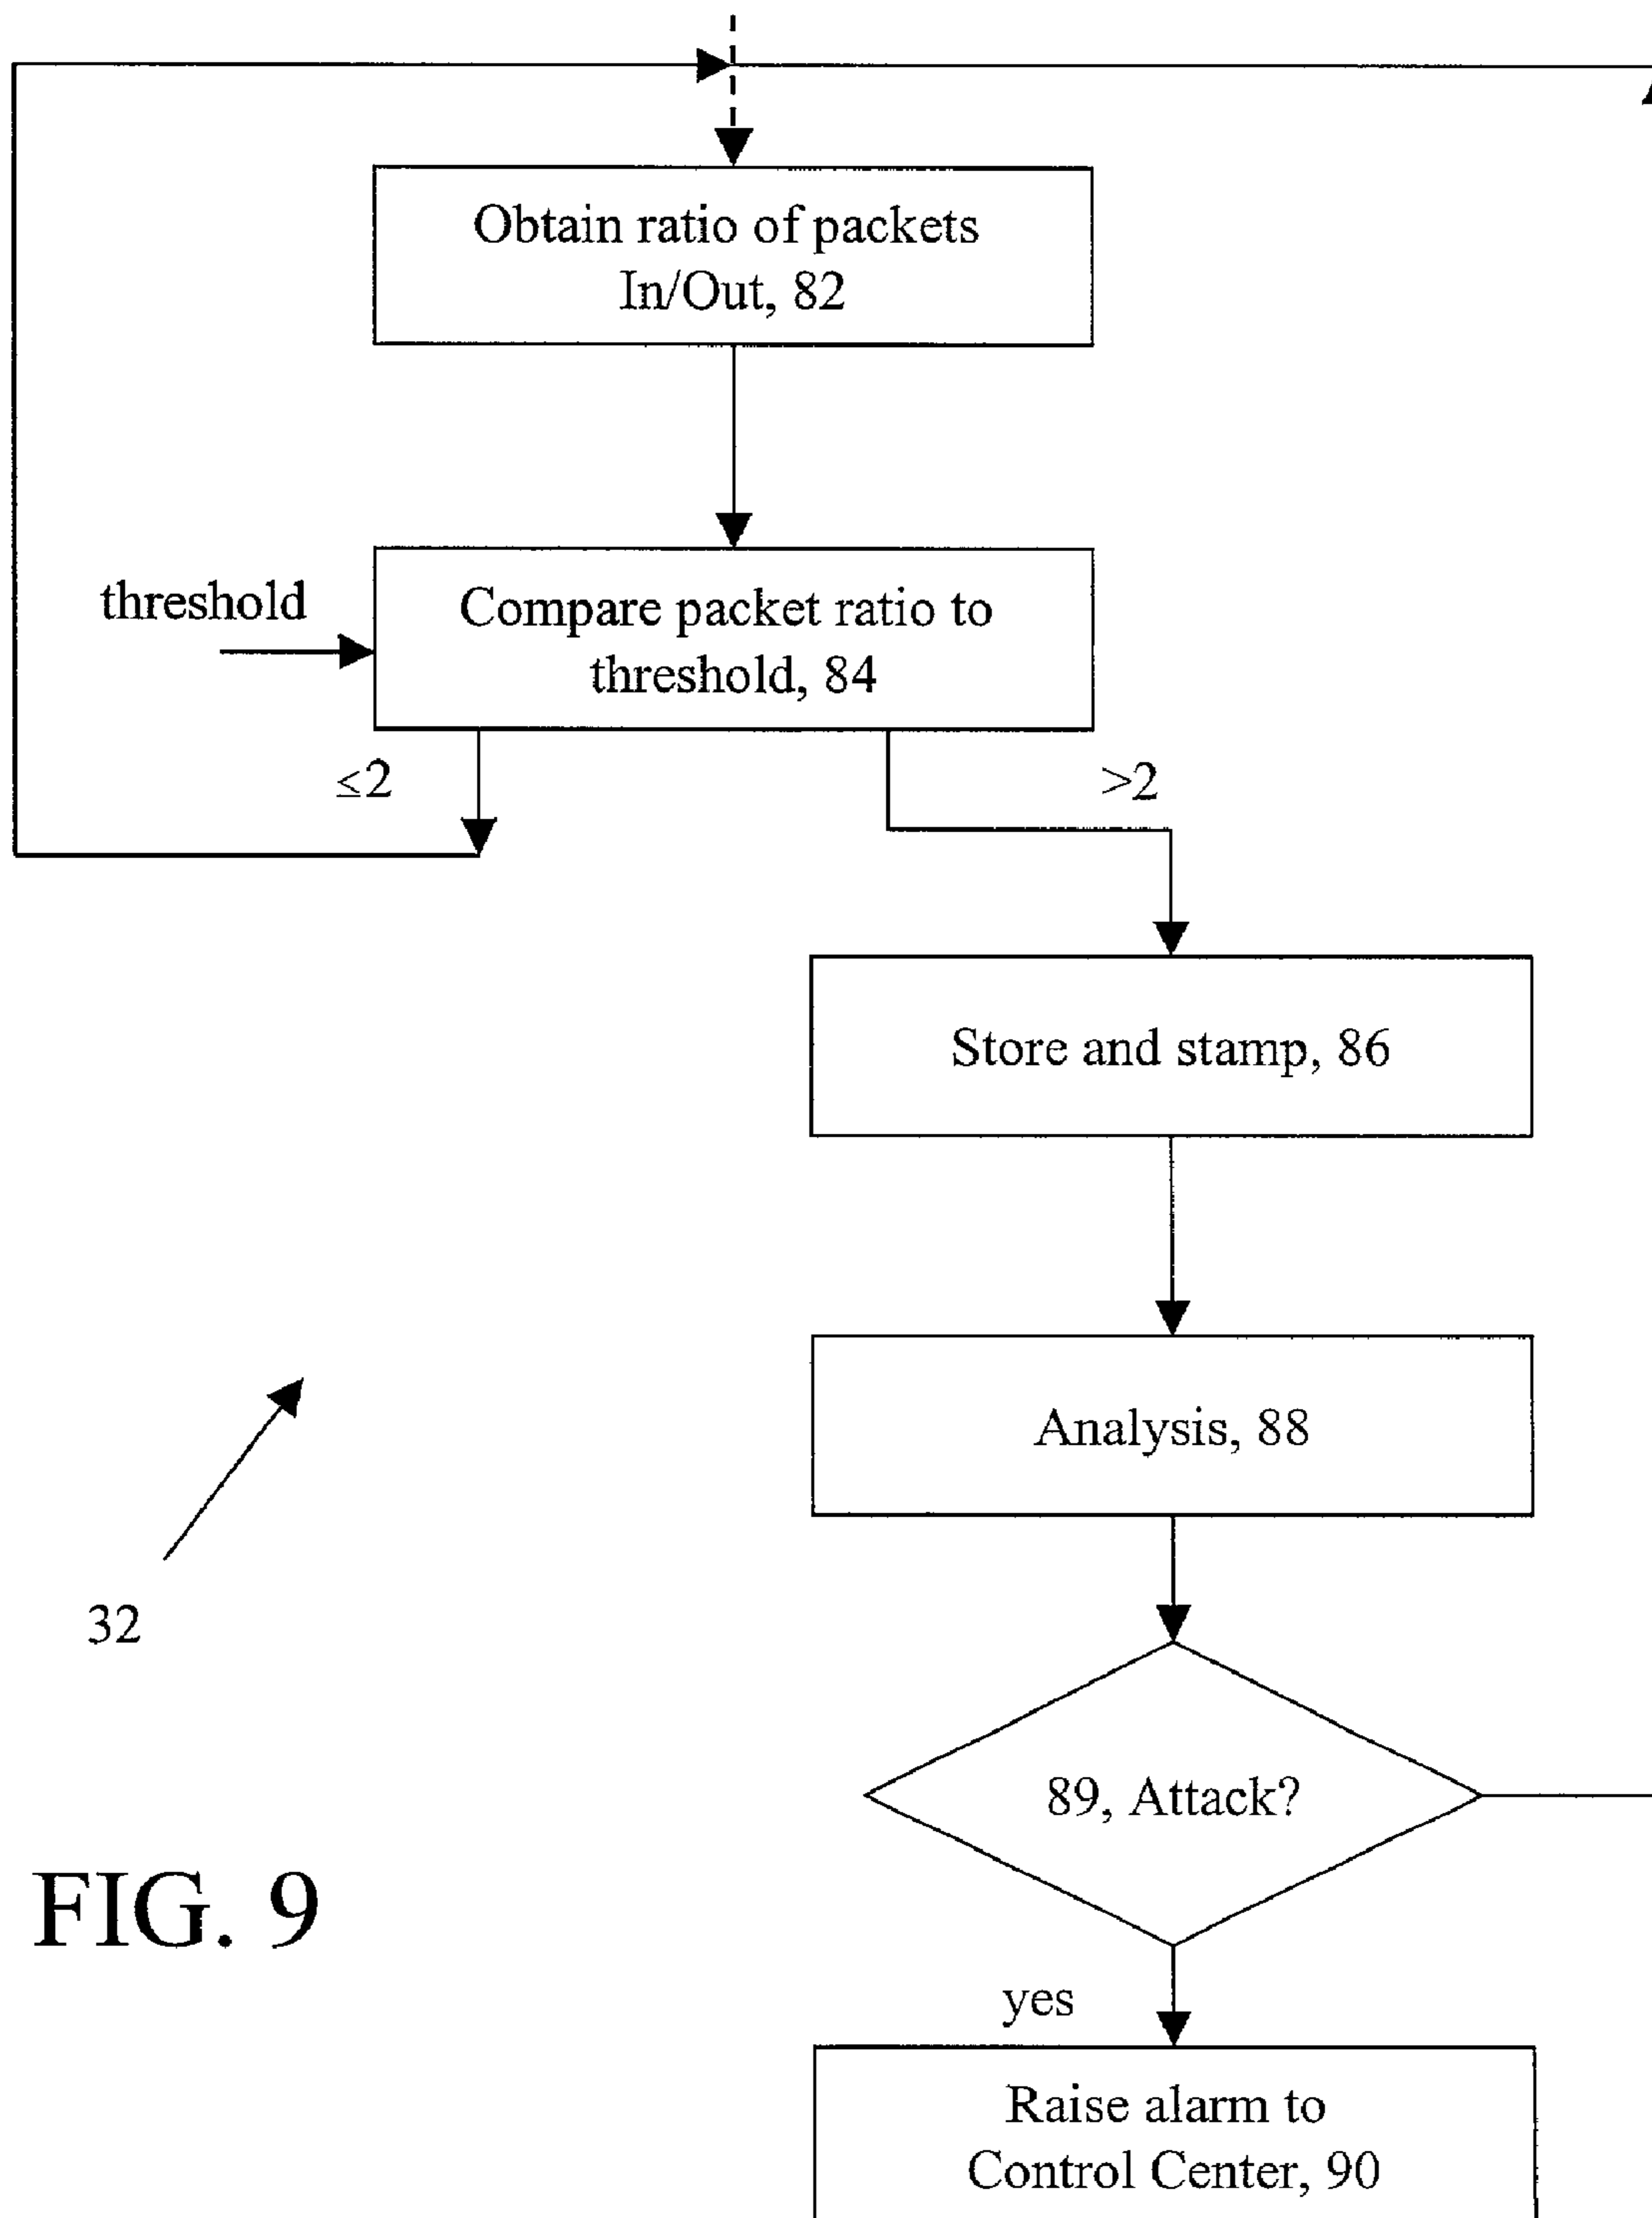 Obtain ratio of packets
In/Out, 82
threshold
Compare packet ratio to
threshold, 84
≤2
>2
Store and stamp, 86
Analysis, 88
32
89, Attack?
FIG. 9
yes
Raise alarm to
Control Center, 90